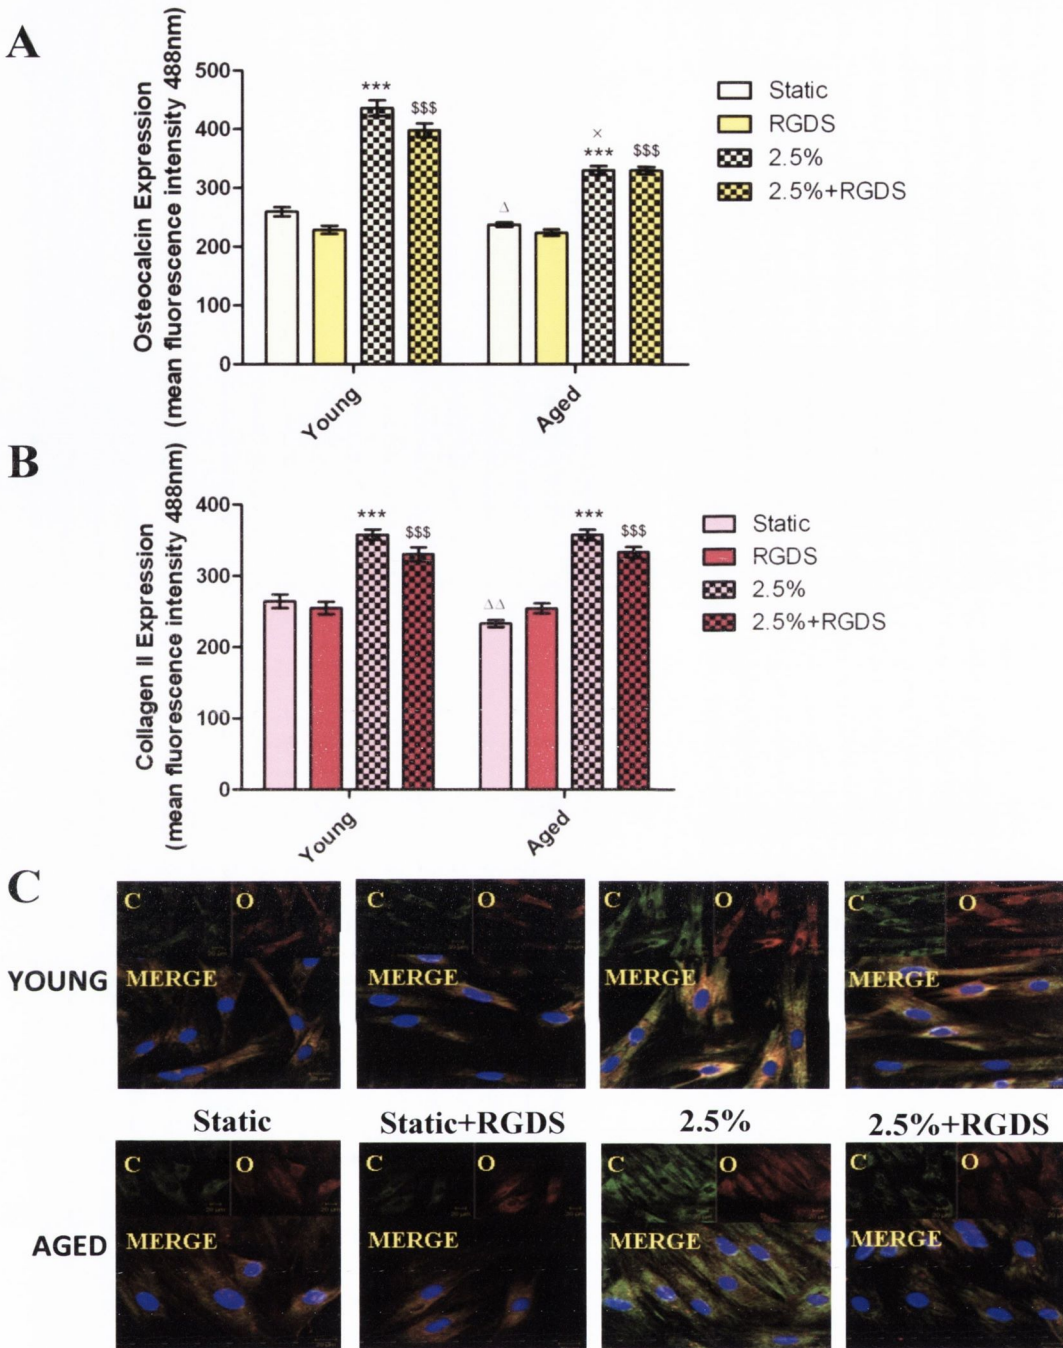 A
Osteocalcin Expression
(mean fluorescence intensity 488nm)
500
400
300
200
100
0
***
$$$
Δ
×
***
$$$
Young
Aged
Static
RGDS
2.5%
2.5%+RGDS
B
Collagen II Expression
(mean fluorescence intensity 488nm)
400
300
200
100
0
***
$$$
ΔΔ
***
$$$
Young
Aged
Static
RGDS
2.5%
2.5%+RGDS
C
YOUNG
C O
MERGE
C O
MERGE
C O
MERGE
C O
MERGE
Static
Static+RGDS
2.5%
2.5%+RGDS
AGED
C O
MERGE
C O
MERGE
C O
MERGE
C O
MERGE